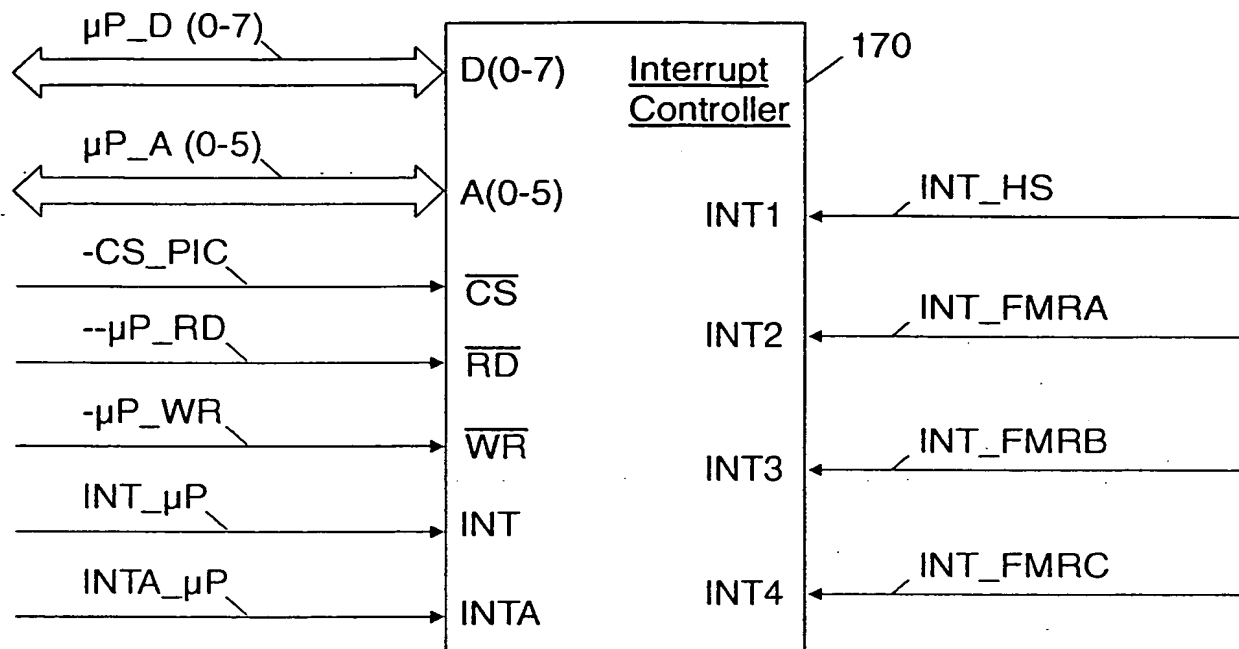 µP_D (0-7)
D(0-7)
Interrupt
Controller
170
µP_A (0-5)
A(0-5)
INT1
INT_HS
-CS_PIC
CS
INT2
INT_FMRA
--µP_RD
RD
-µP_WR
WR
INT3
INT_FMRB
INT_µP
INT
INTA_µP
INTA
INT4
INT_FMRC